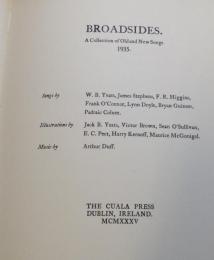 BROADSIDES.
A Collection of Old and New Songs.
1935.
Songs by W. B. Yeats, James Stephens, F. R. Higgins,
Frank O'Connor, Lynn Doyle, Bryan Guinness,
Padraic Colum.
Illustrations by Jack B. Yeats, Victor Brown, Sean O'Sullivan,
E. C. Peet, Harry Kernoff, Maurice McGonigal.
Music by Arthur Duff.
THE CUALA PRESS
DUBLIN, IRELAND.
MCMXXXV